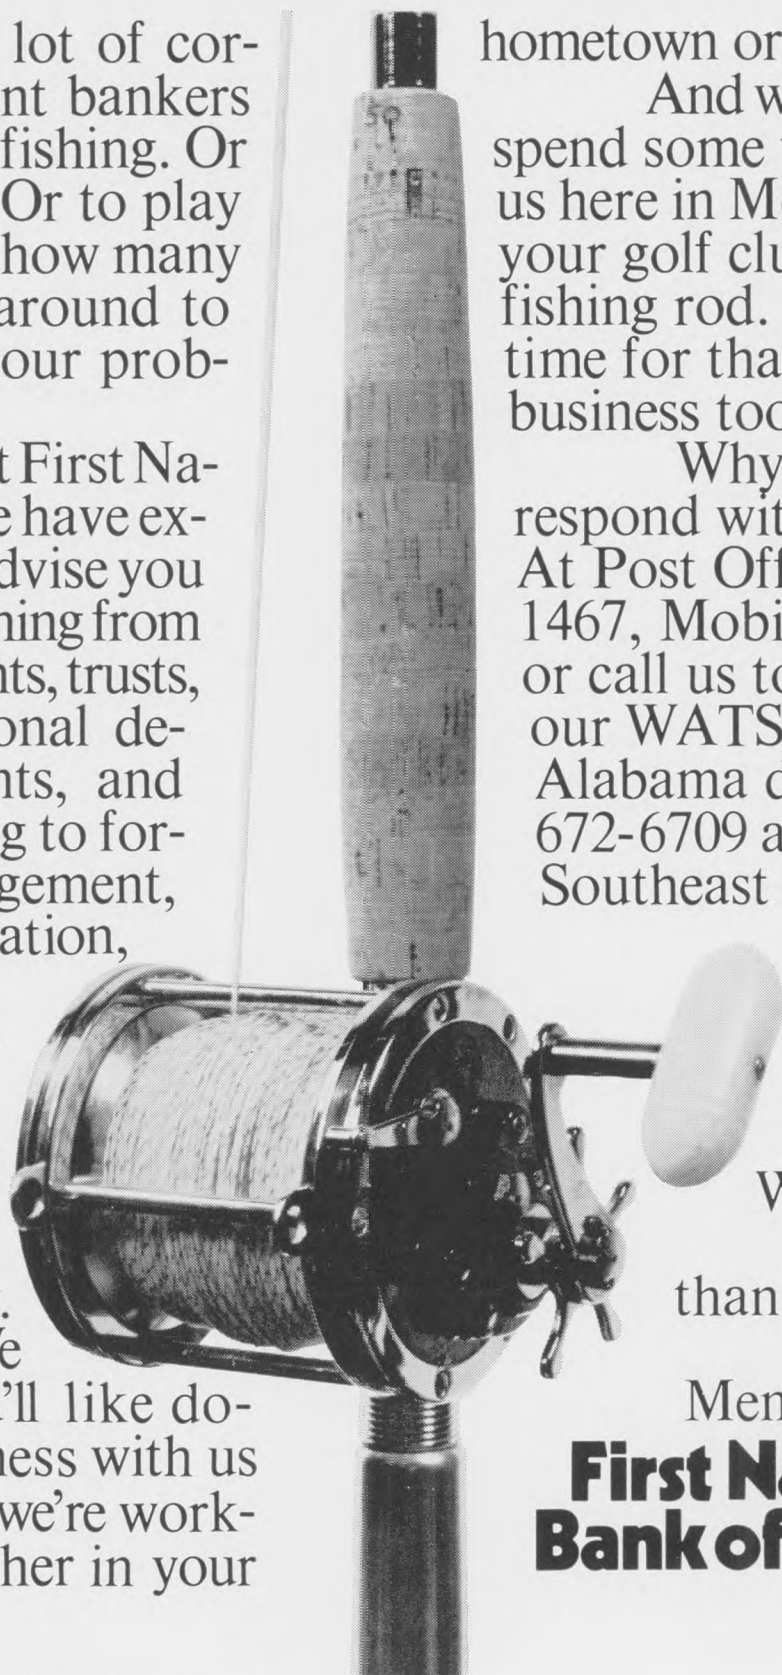 lot of cor-
nt bankers
fishing. Or
Or to play
how many
around to
our prob-
t First Na-
e have ex-
dvise you
ning from
nts, trusts,
onal de-
nts, and
g to for-
gement,
ation,
.
e
'll like do-
ness with us
we're work-
her in your
hometown or
And w
spend some
us here in M
your golf clu
fishing rod.
time for tha
business too
Why
respond wit
At Post Off
1467, Mobi
or call us to
our WATS
Alabama d
672-6709 a
Southeast
W
than
Mem
First Na
Bank of